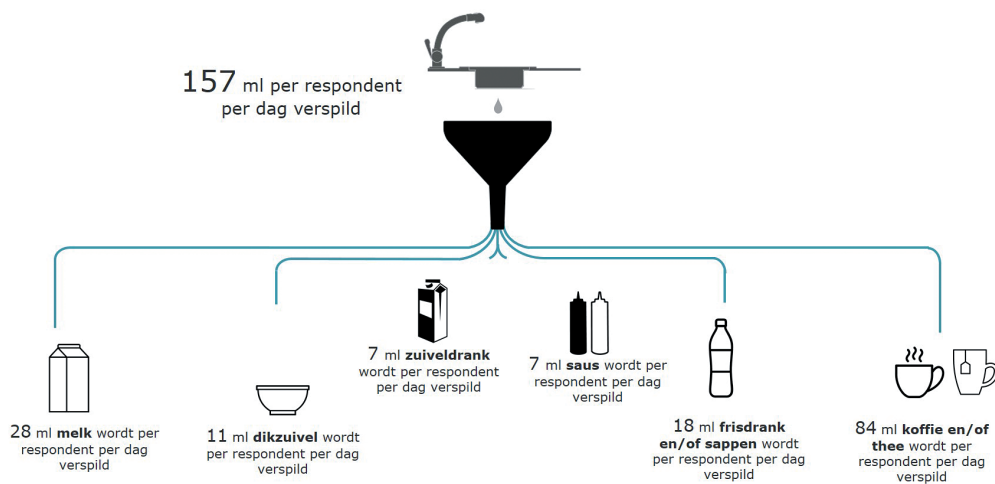 157 ml per respondent
per dag verspild
7 ml zuiveldrank
wordt per respondent
per dag verspild
7 ml saus wordt per
respondent per dag
verspild
28 ml melk wordt per
respondent per dag
verspild
11 ml dikzuivel wordt
per respondent per dag
verspild
18 ml frisdrank
en/of sappen wordt
per respondent per dag
verspild
84 ml koffie en/of
thee wordt per
respondent per dag
verspild